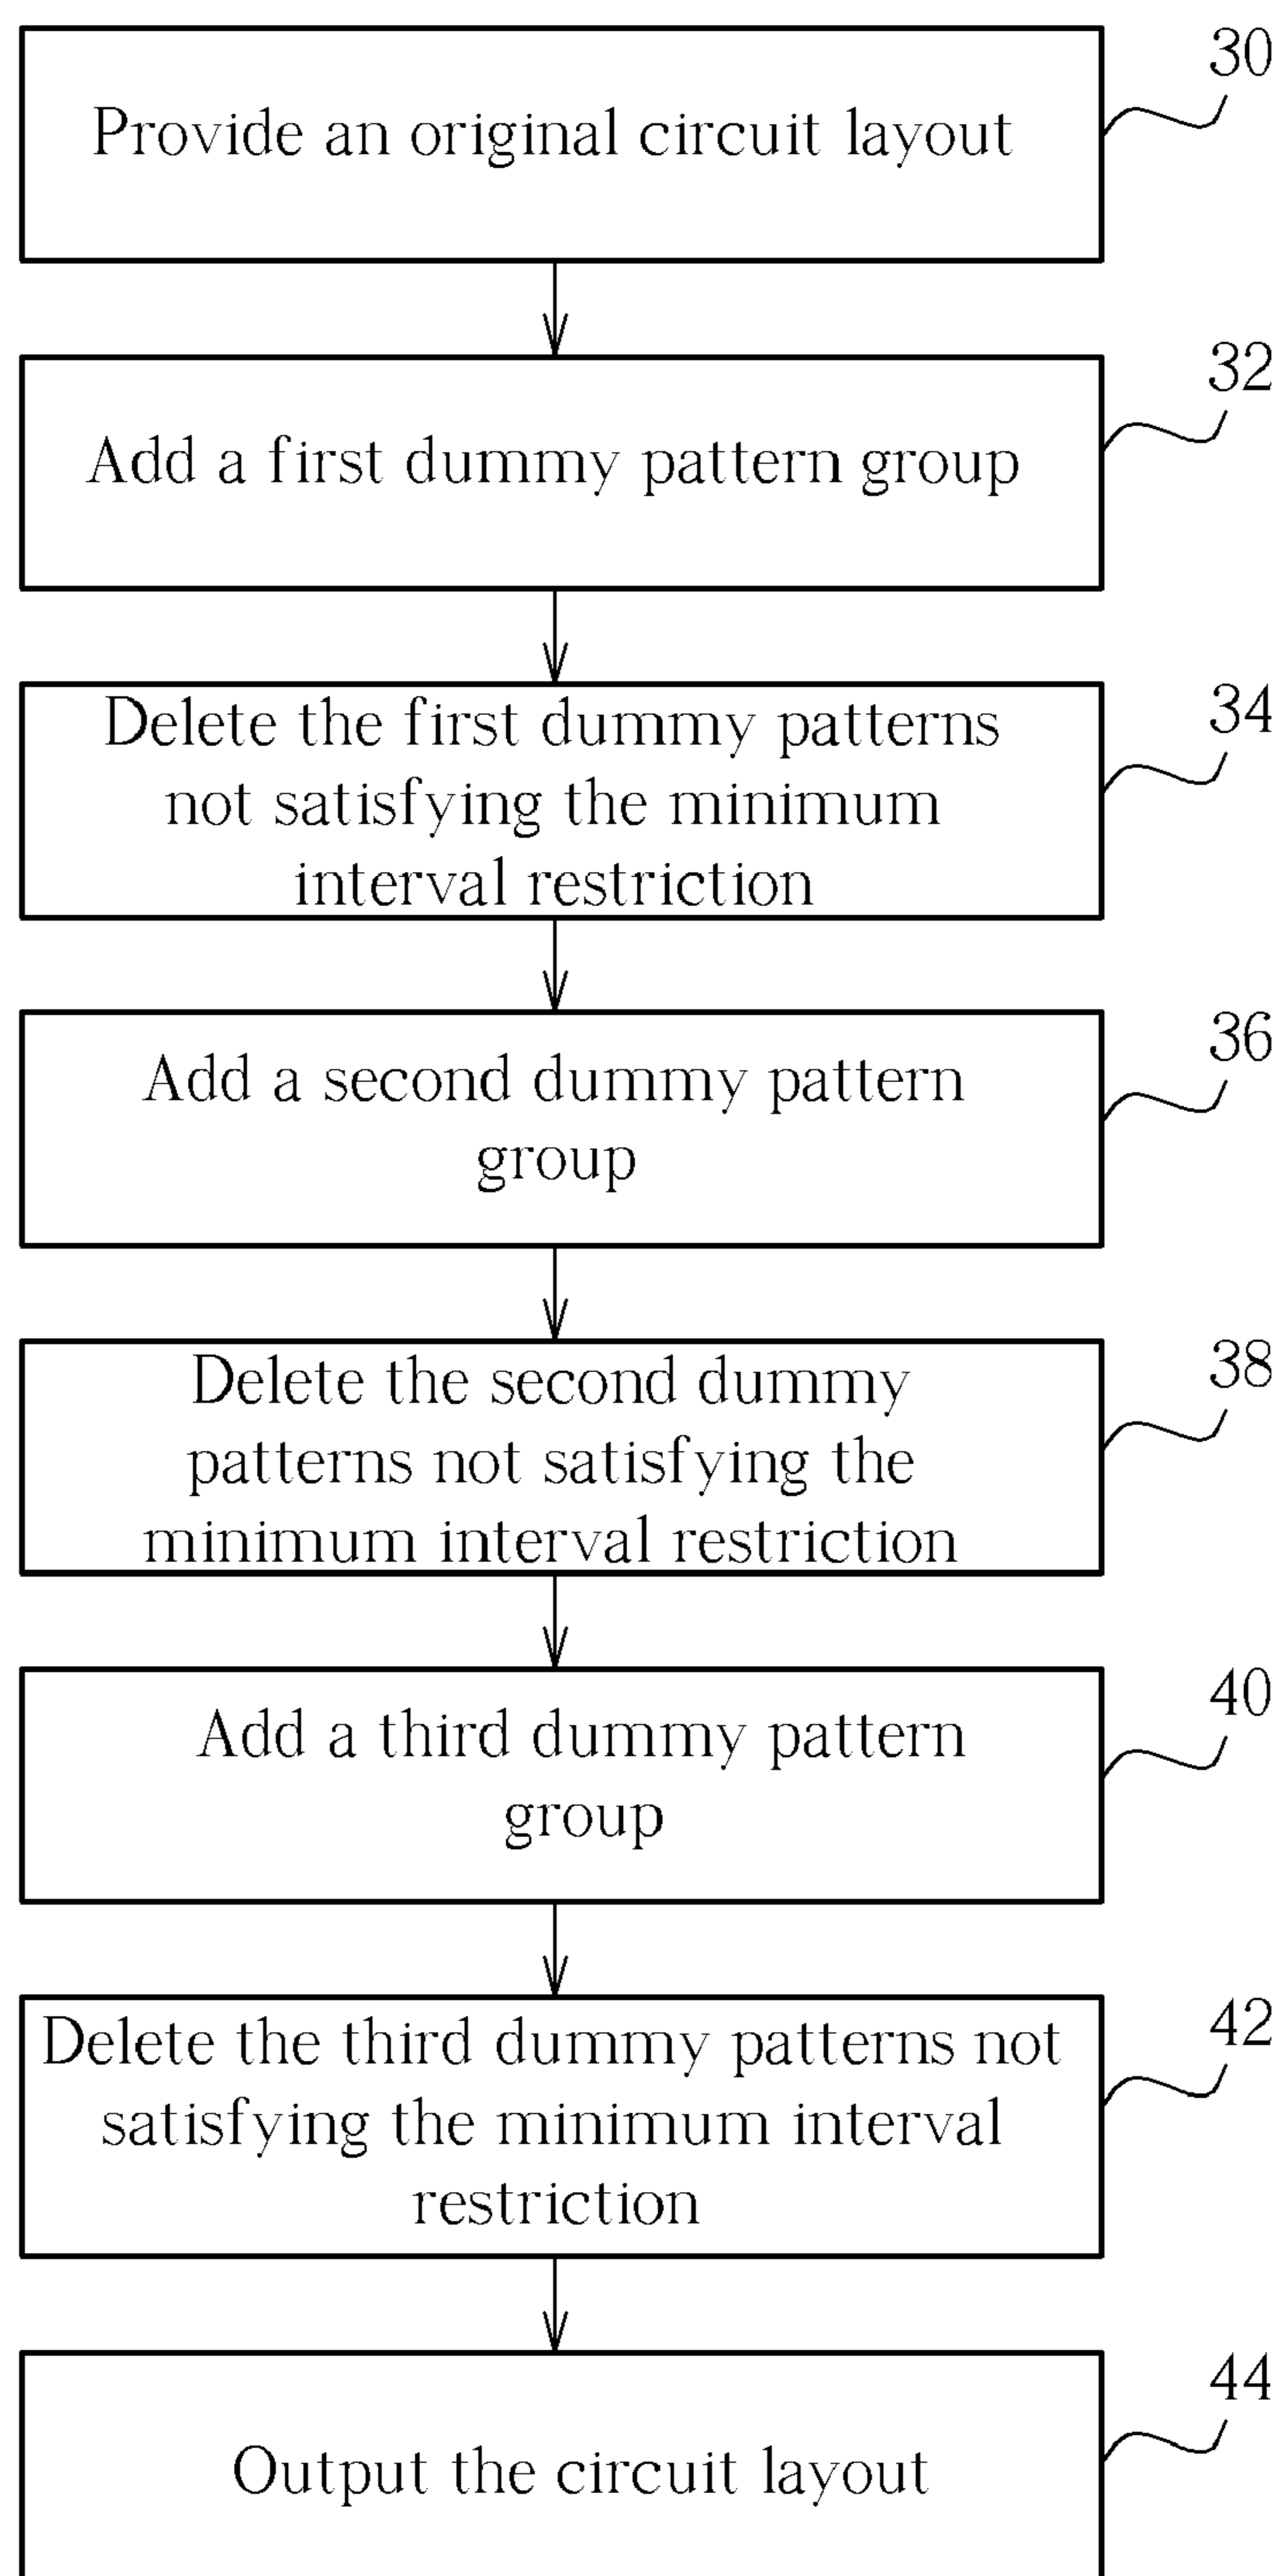 30
Provide an original circuit layout
32
Add a first dummy pattern group
34
Delete the first dummy patterns
not satisfying the minimum
interval restriction
36
Add a second dummy pattern
group
38
Delete the second dummy
patterns not satisfying the
minimum interval restriction
40
Add a third dummy pattern
group
42
Delete the third dummy patterns not
satisfying the minimum interval
restriction
44
Output the circuit layout